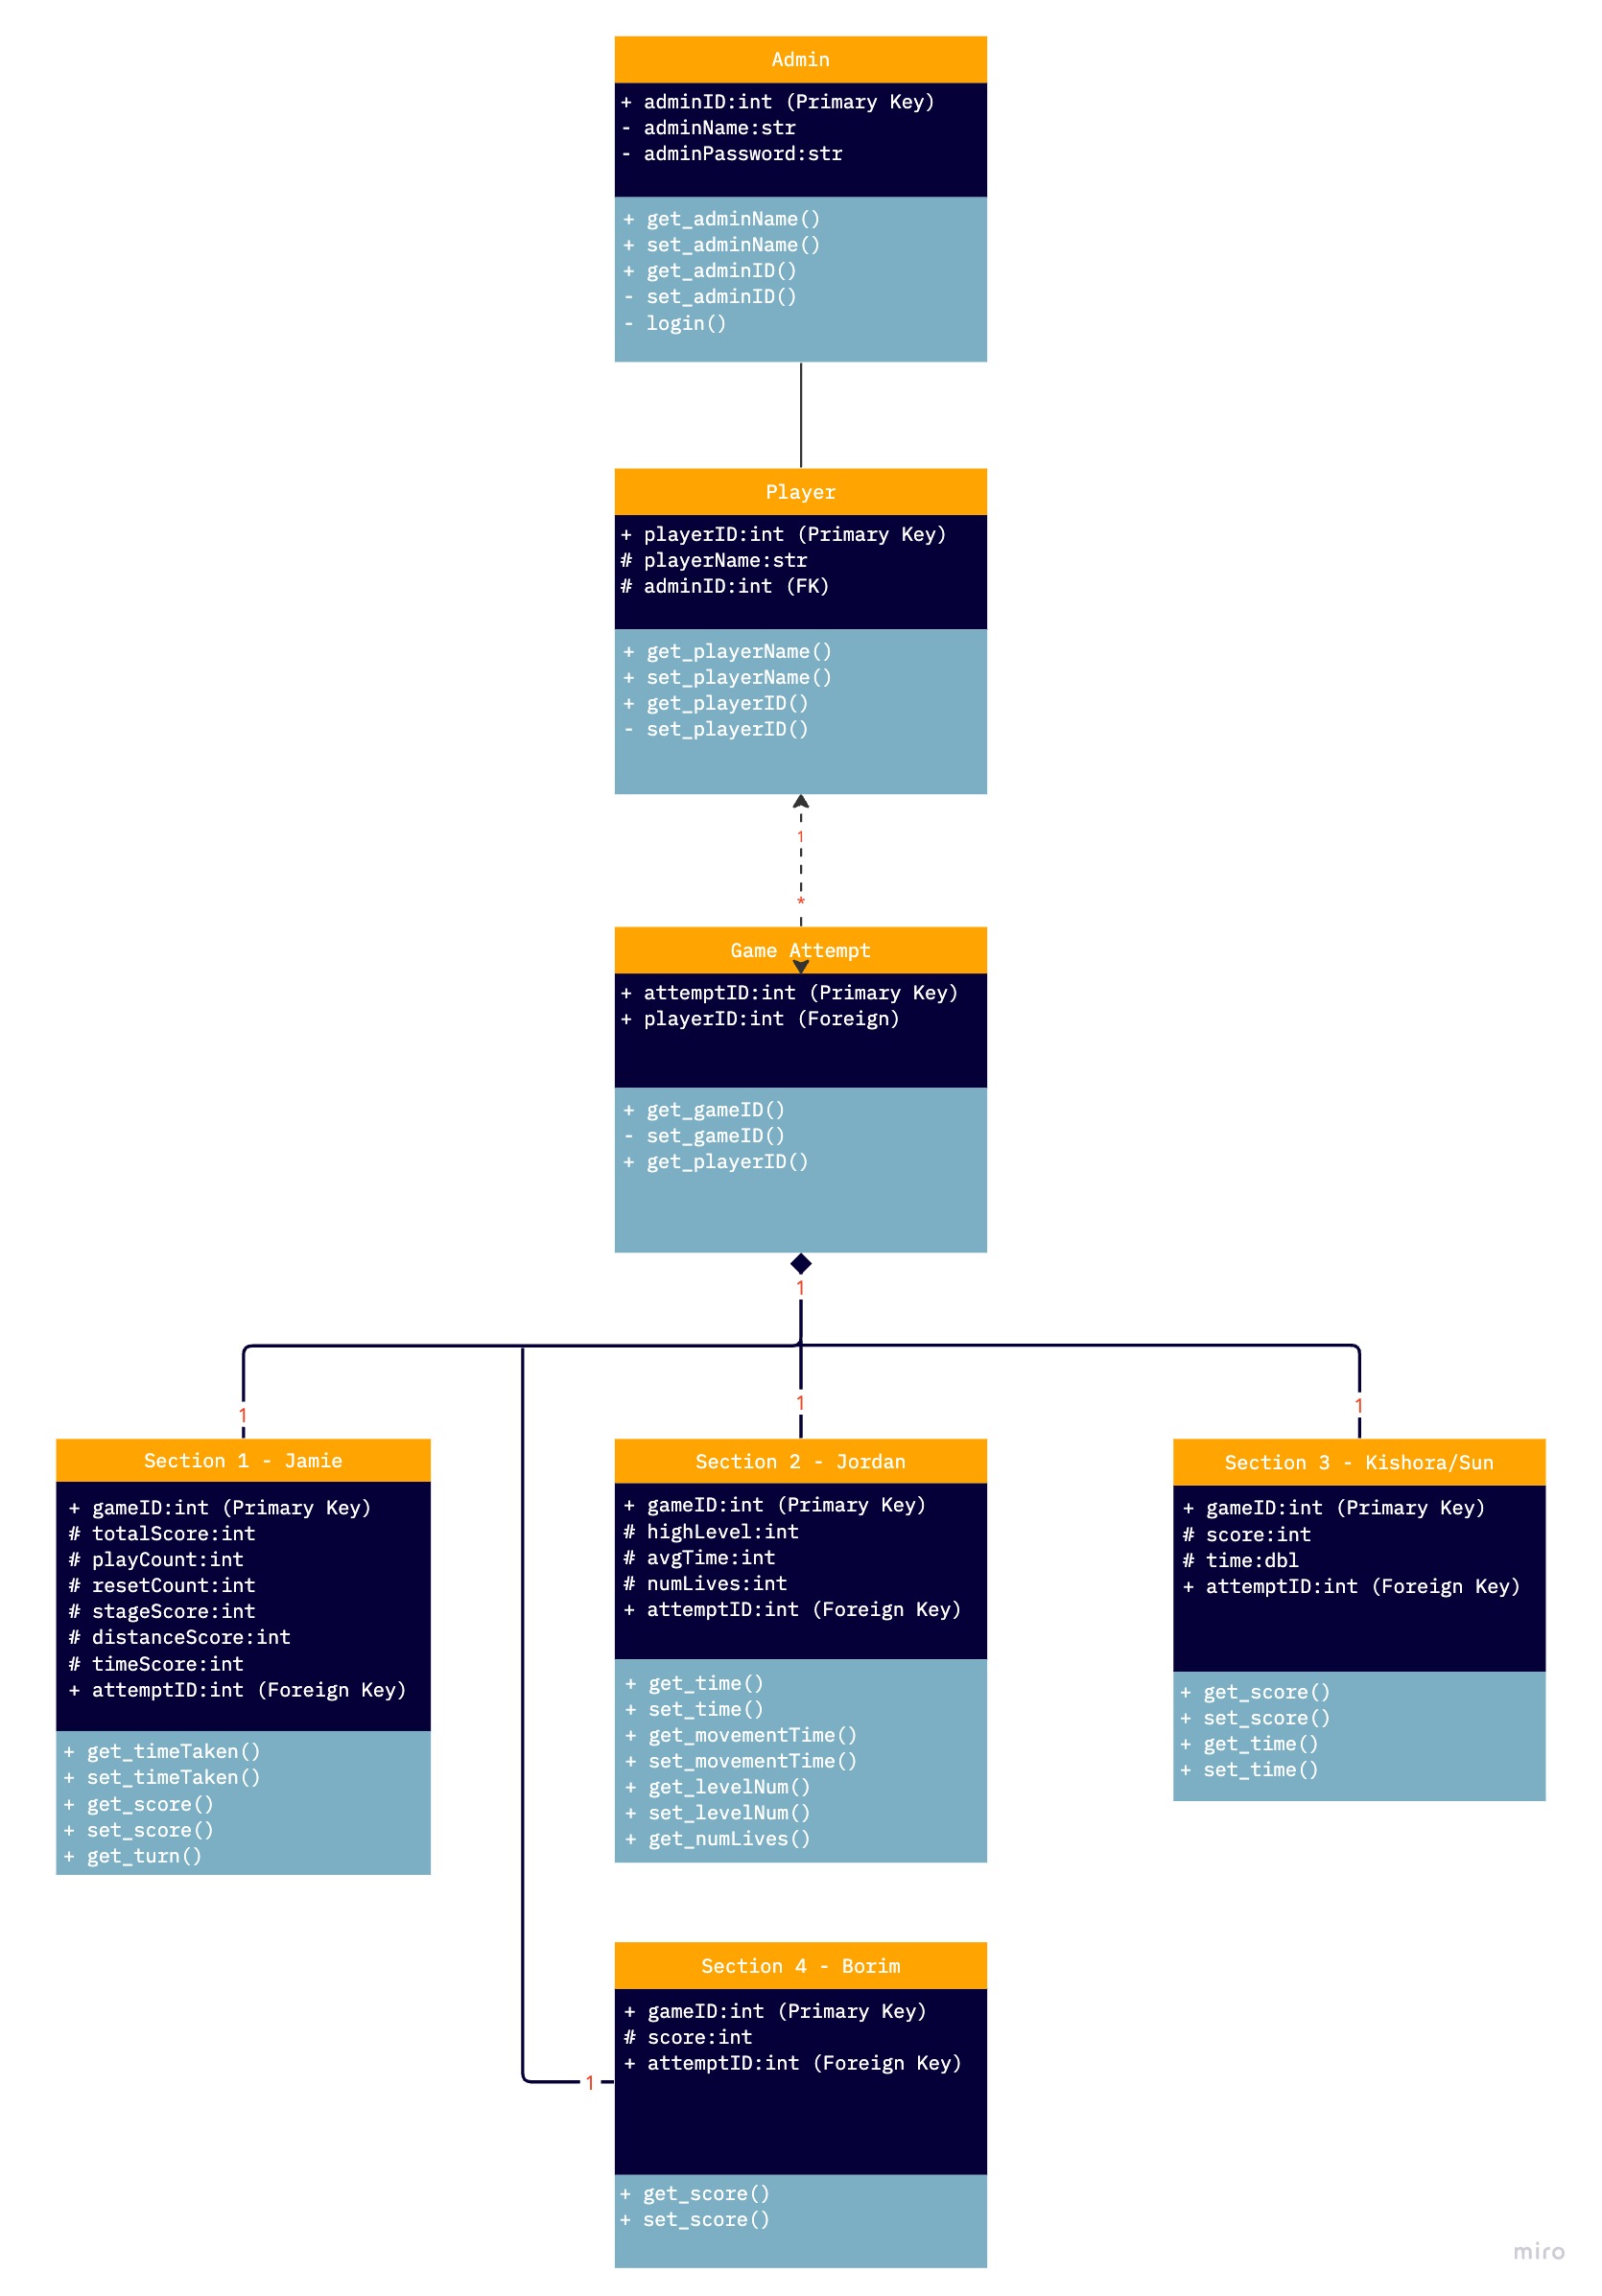 Admin
+ adminID:int (Primary Key)
- adminName:str
- adminPassword:str
+ get_adminName()
+ set_adminName()
+ get_adminID()
- set_adminID()
- login()
Player
+ playerID:int (Primary Key)
# playerName:str
# adminID:int (FK)
+ get_playerName()
+ set_playerName()
+ get_playerID()
- set_playerID()
1
*
Game Attempt
+ attemptID:int (Primary Key)
+ playerID:int (Foreign)
+ get_gameID()
- set_gameID()
+ get_playerID()
1
1
1
1
Section 1 - Jamie
+ gameID:int (Primary Key)
# totalScore:int
# playCount:int
# resetCount:int
# stageScore:int
# distanceScore:int
# timeScore:int
+ attemptID:int (Foreign Key)
+ get_timeTaken()
+ set_timeTaken()
+ get_score()
+ set_score()
+ get_turn()
Section 2 - Jordan
+ gameID:int (Primary Key)
# highLevel:int
# avgTime:int
# numLives:int
+ attemptID:int (Foreign Key)
+ get_time()
+ set_time()
+ get_movementTime()
+ set_movementTime()
+ get_levelNum()
+ set_levelNum()
+ get_numLives()
Section 3 - Kishora/Sun
+ gameID:int (Primary Key)
# score:int
# time:dbl
+ attemptID:int (Foreign Key)
+ get_score()
+ set_score()
+ get_time()
+ set_time()
Section 4 - Borim
+ gameID:int (Primary Key)
# score:int
+ attemptID:int (Foreign Key)
1
+ get_score()
+ set_score()
miro